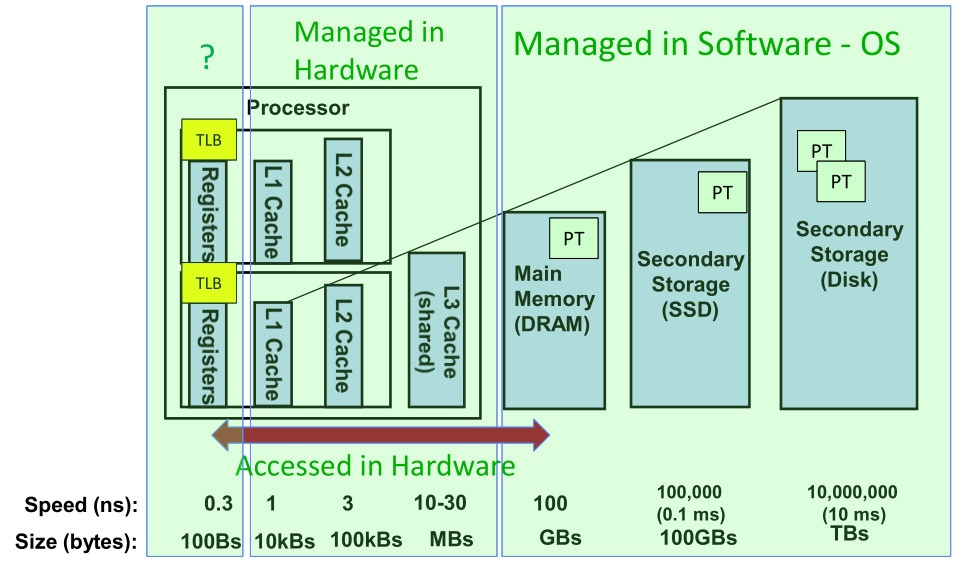 ?
Managed in
Hardware
Managed in Software - OS
Processor
TLB
Registers
L1 Cache
L2 Cache
TLB
Registers
L1 Cache
L2 Cache
L3 Cache
(shared)
PT
Main
Memory
(DRAM)
PT
Secondary
Storage
(SSD)
PT
PT
Secondary
Storage
(Disk)
Accessed in Hardware
Speed (ns): 0.3 1 3 10-30 100 100,000 10,000,000
(0.1 ms) (10 ms)
Size (bytes): 100Bs 10kBs 100kBs MBs GBs 100GBs TBs